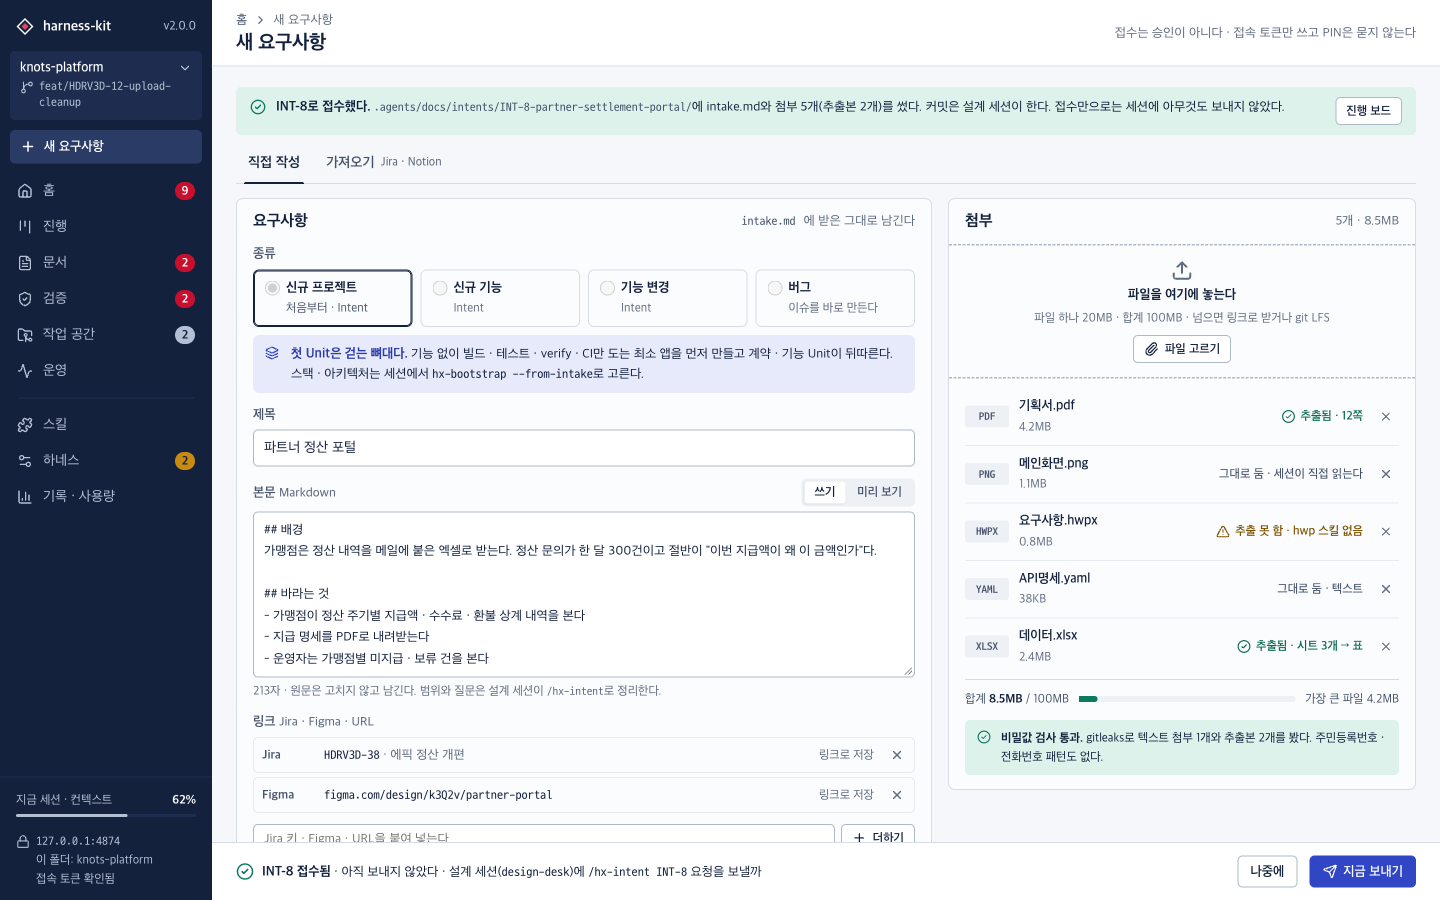 harness-kit v2.0.0
knots-platform
feat/HDRV3D-12-upload-
cleanup
새 요구사항
홈 9
진행
문서 2
검증 2
작업 공간 2
운영
스킬
하네스 2
기록 · 사용량
지금 세션 · 컨텍스트 62%
127.0.0.1:4874
이 폴더: knots-platform
접속 토큰 확인됨
홈 > 새 요구사항
새 요구사항
접수는 승인이 아니다 · 접속 토큰만 쓰고 PIN은 묻지 않는다
INT-8로 접수했다. .agents/docs/intents/INT-8-partner-settlement-portal/에 intake.md와 첨부 5개(추출본 2개)를 썼다. 커밋은 설계 세션이 한다. 접수만으로는 세션에 아무것도 보내지 않았다.
진행 보드
직접 작성 가져오기 Jira · Notion
요구사항
intake.md 에 받은 그대로 남긴다
종류
신규 프로젝트
처음부터 · Intent
신규 기능
Intent
기능 변경
Intent
버그
이슈를 바로 만든다
첫 Unit은 걷는 뼈대다. 기능 없이 빌드 · 테스트 · verify · CI만 도는 최소 앱을 먼저 만들고 계약 · 기능 Unit이 뒤따른다.
스택 · 아키텍처는 세션에서 hx-bootstrap --from-intake로 고른다.
제목
파트너 정산 포털
본문 Markdown
쓰기 미리 보기
## 배경
가맹점은 정산 내역을 메일에 붙은 엑셀로 받는다. 정산 문의가 한 달 300건이고 절반이 "이번 지급액이 왜 이 금액인가"다.
## 바라는 것
- 가맹점이 정산 주기별 지급액 · 수수료 · 환불 상계 내역을 본다
- 지급 명세를 PDF로 내려받는다
- 운영자는 가맹점별 미지급 · 보류 건을 본다
213자 · 원문은 고치지 않고 남긴다. 범위와 질문은 설계 세션이 /hx-intent로 정리한다.
링크 Jira · Figma · URL
Jira HDRV3D-38 · 에픽 정산 개편 링크로 저장
Figma figma.com/design/k3Q2v/partner-portal 링크로 저장
Jira 키 · Figma · URL을 붙여 넣는다
더하기
첨부
5개 · 8.5MB
파일을 여기에 놓는다
파일 하나 20MB · 합계 100MB · 넘으면 링크로 받거나 git LFS
파일 고르기
PDF 기획서.pdf
4.2MB
추출됨 · 12쪽
PNG 메인화면.png
1.1MB
그대로 둠 · 세션이 직접 읽는다
HWPX 요구사항.hwpx
0.8MB
추출 못 함 · hwp 스킬 없음
YAML API명세.yaml
38KB
그대로 둠 · 텍스트
XLSX 데이터.xlsx
2.4MB
추출됨 · 시트 3개 → 표
합계 8.5MB / 100MB 가장 큰 파일 4.2MB
비밀값 검사 통과. gitleaks로 텍스트 첨부 1개와 추출본 2개를 봤다. 주민등록번호 ·
전화번호 패턴도 없다.
INT-8 접수됨 · 아직 보내지 않았다 · 설계 세션(design-desk)에 /hx-intent INT-8 요청을 보낼까
나중에
지금 보내기